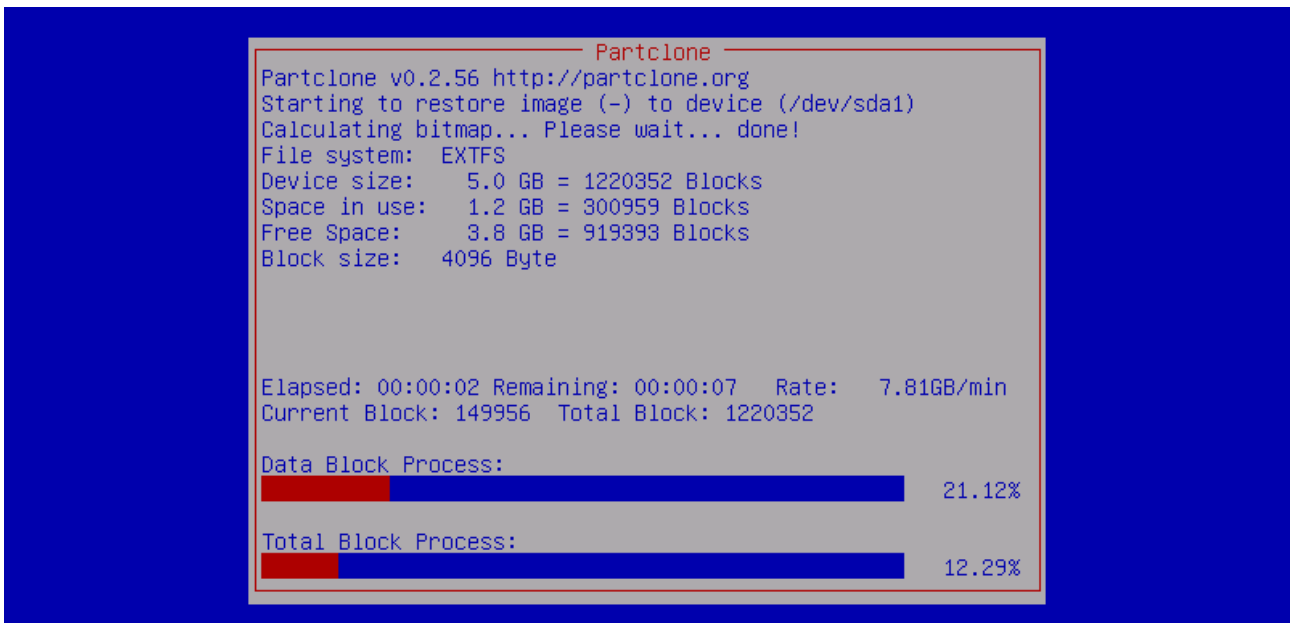 Partclone
Partclone v0.2.56 http://partclone.org
Starting to restore image (-) to device (/dev/sda1)
Calculating bitmap... Please wait... done!
File system:  EXTFS
Device size:    5.0 GB = 1220352 Blocks
Space in use:   1.2 GB = 300959 Blocks
Free Space:     3.8 GB = 919393 Blocks
Block size:   4096 Byte
Elapsed: 00:00:02 Remaining: 00:00:07   Rate:   7.81GB/min
Current Block: 149956  Total Block: 1220352
Data Block Process:
21.12%
Total Block Process:
12.29%